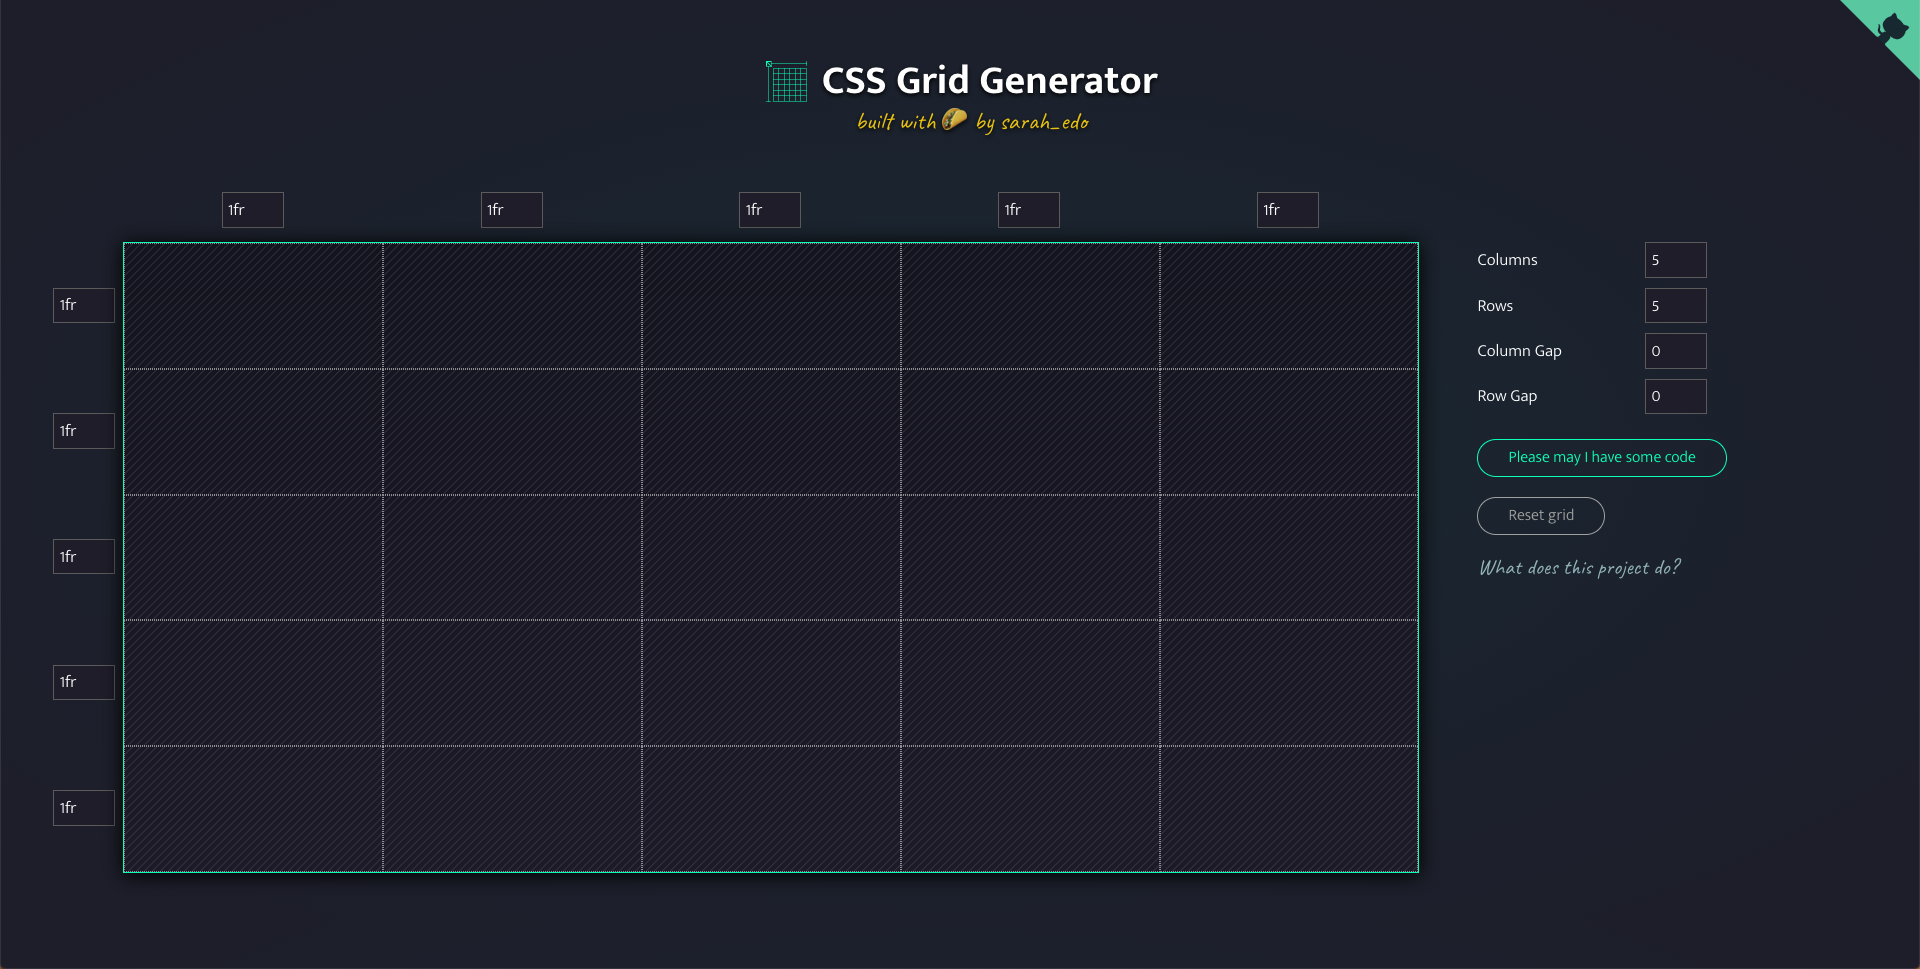 CSS Grid Generator
built with by sarah_edo
1fr 1fr 1fr 1fr 1fr
1fr
1fr
1fr
1fr
1fr
Columns 5
Rows 5
Column Gap 0
Row Gap 0
Please may I have some code
Reset grid
What does this project do?